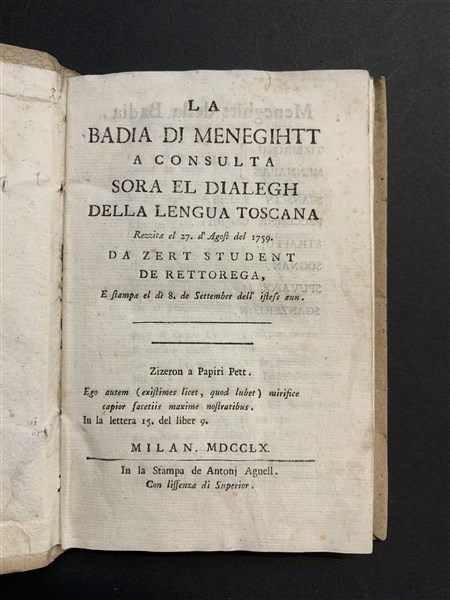 LA
BADIA DJ MENEGIHTT
A CONSULTA
SORA EL DIALEGH
DELLA LENGUA TOSCANA
Rezzitæ el 27. d' Agost del 1759.
DA ZERT STUDENT
DE RETTOREGA,
E stampæ el dì 8. de Settember dell' istess ann.
Zizeron a Papiri Pett.
Ego autem (existimes licet, quod lubet) mirifice
capior facetiis maxime nostratibus.
In la lettera 15. del liber 9.
MILAN. MDCCLX.
In la Stampa de Antonj Agnell.
Con lissenza di Superior.